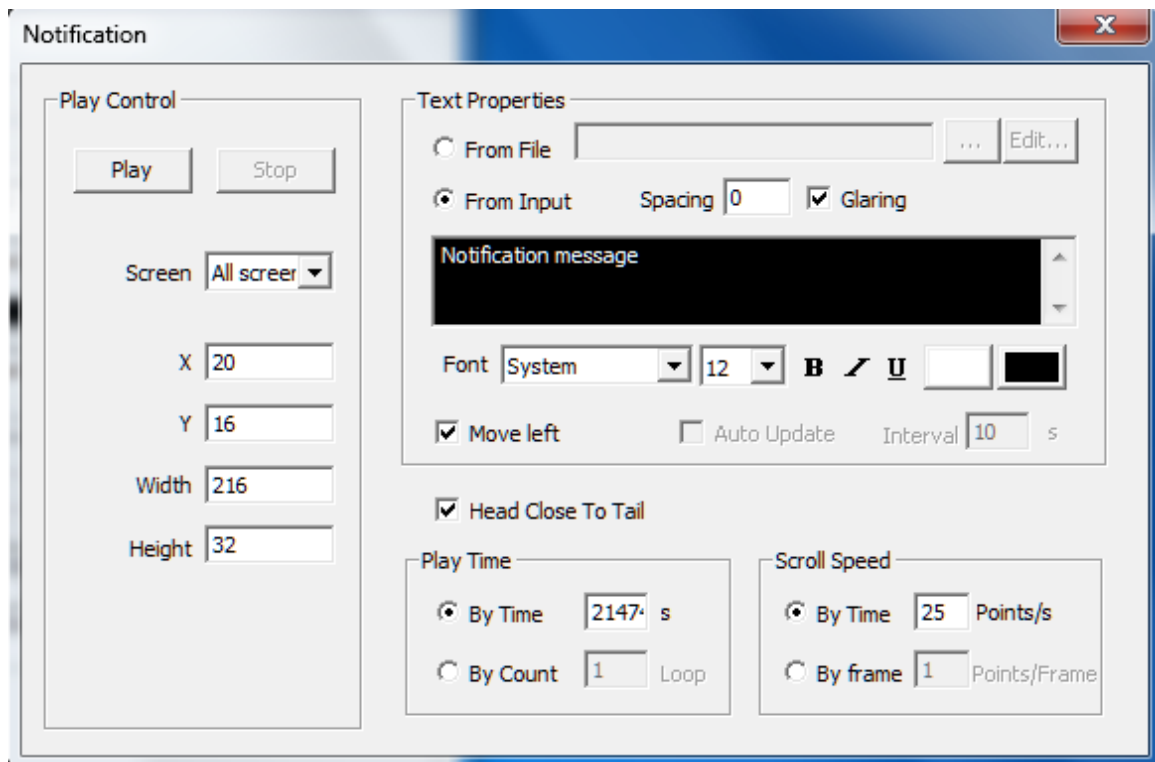 Notification
Play Control
Play Stop
Screen All screen
X 20
Y 16
Width 216
Height 32
Text Properties
From File ... Edit...
From Input Spacing 0 Glaring
Notification message
Font System 12 B I U
Move left Auto Update Interval 10 s
Head Close To Tail
Play Time
By Time 2147 s
By Count 1 Loop
Scroll Speed
By Time 25 Points/s
By frame 1 Points/Frame